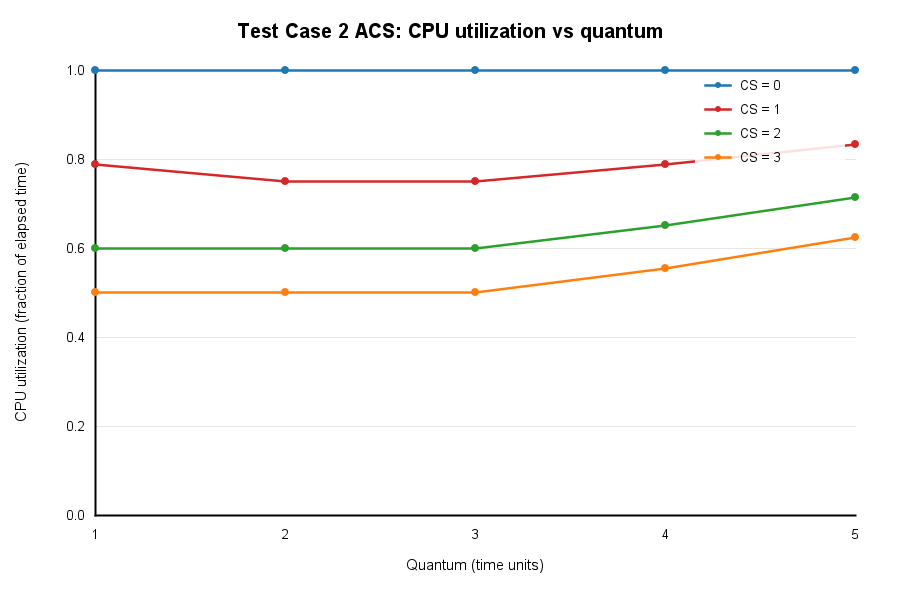 Test Case 2 ACS: CPU utilization vs quantum
CPU utilization (fraction of elapsed time)
1.0
0.8
0.6
0.4
0.2
0.0
CS = 0
CS = 1
CS = 2
CS = 3
1 2 3 4 5
Quantum (time units)